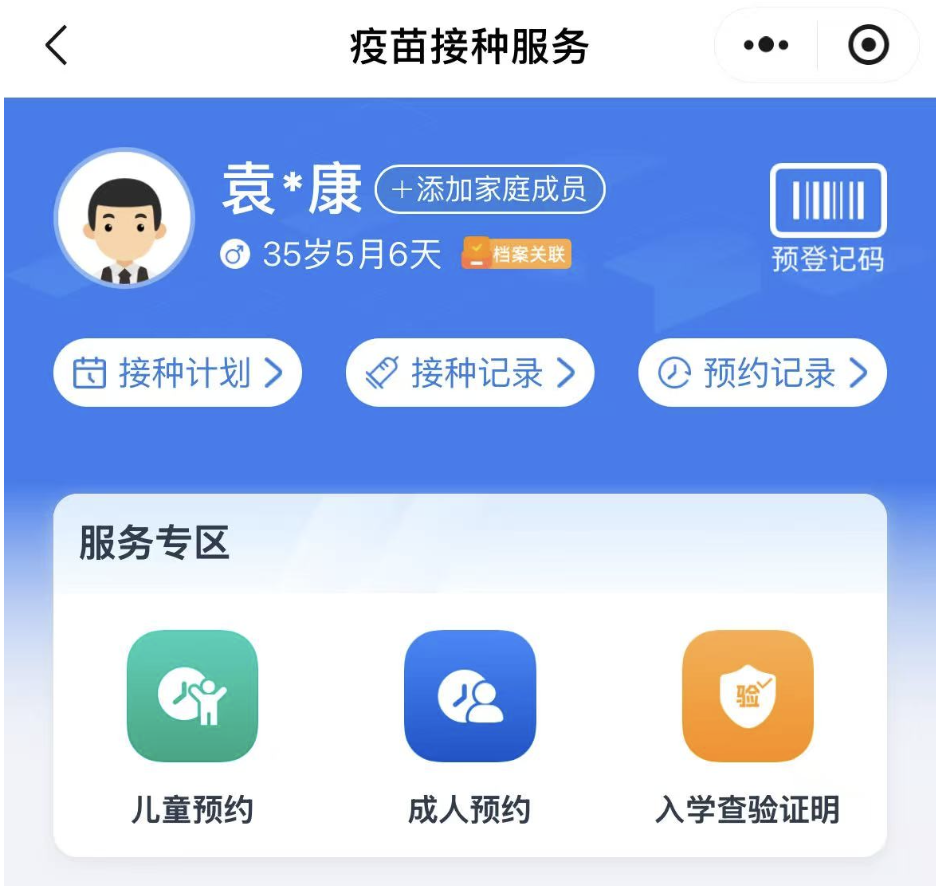 疫苗接种服务
袁*康 +添加家庭成员
35岁5月6天 档案关联
预登记码
接种计划 接种记录 预约记录
服务专区
验
儿童预约 成人预约 入学查验证明